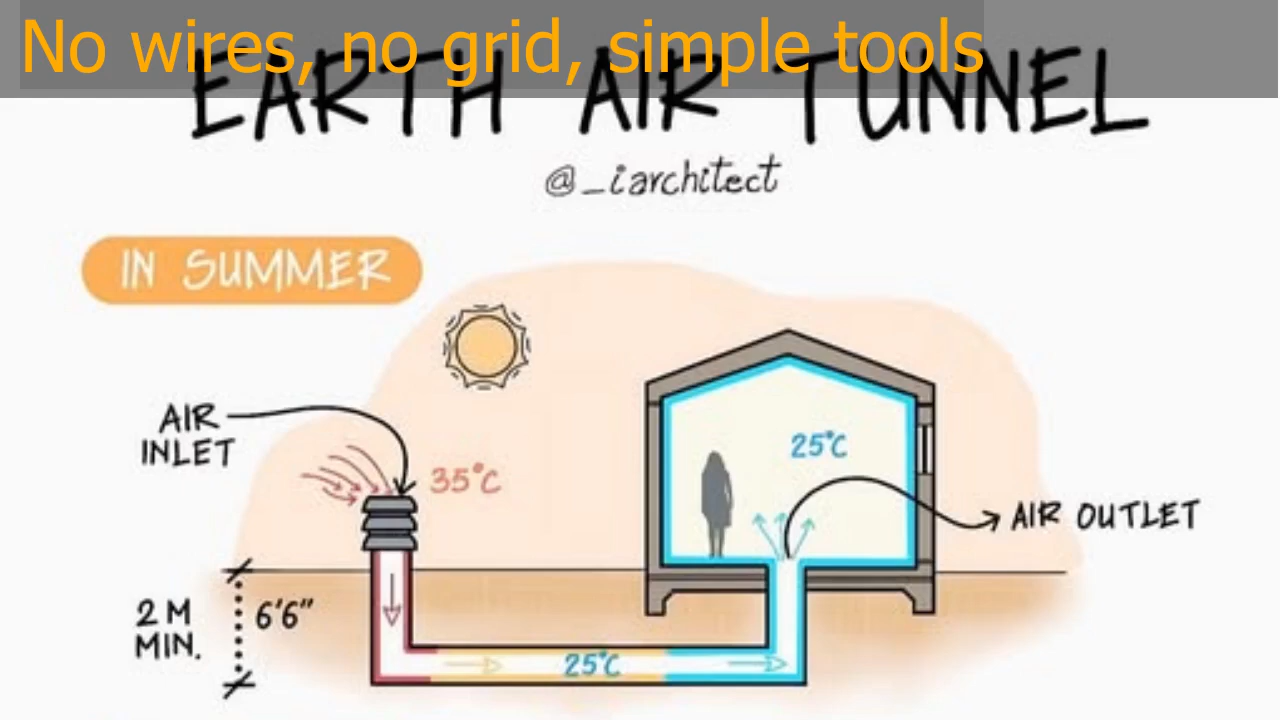 No wires, no grid, simple tools
EARTH AIR TUNNEL
@_iarchitect
IN SUMMER
AIR
INLET
35°C
25°C
AIR OUTLET
2 M
MIN.
6'6"
25°C